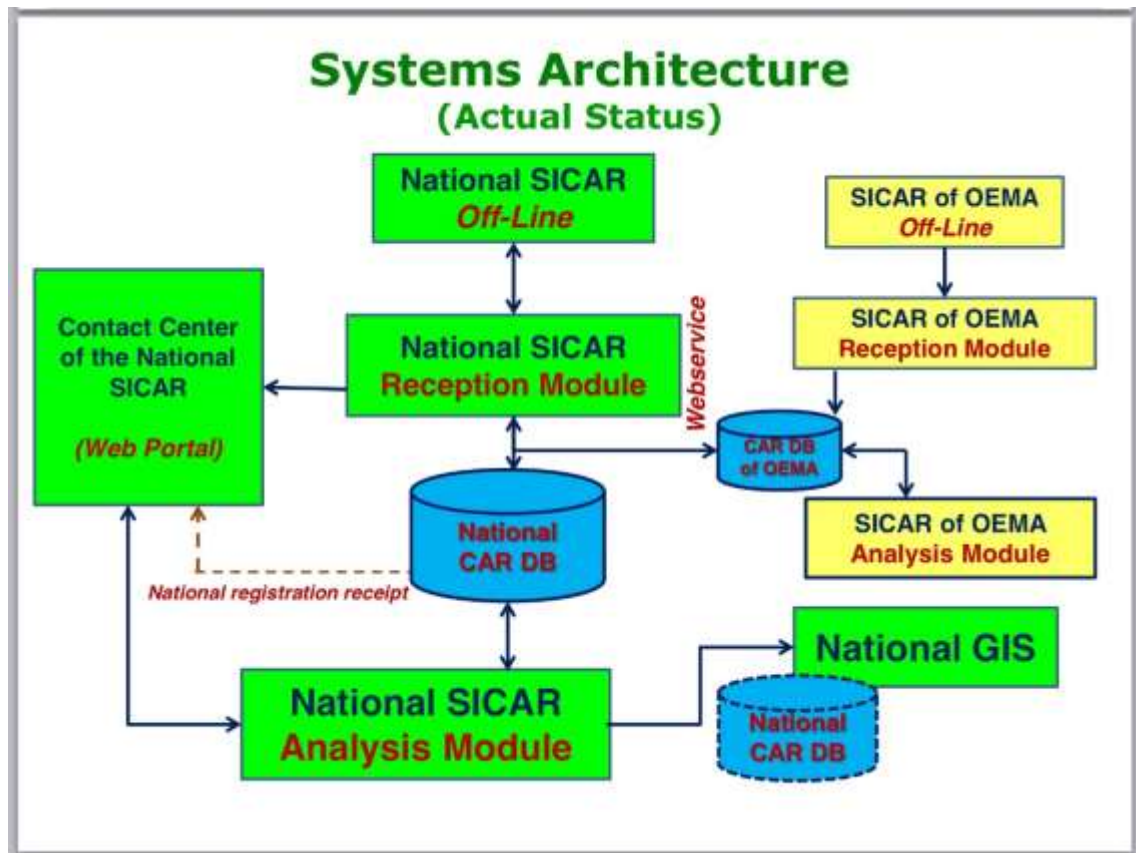 Systems Architecture
(Actual Status)
National SICAR
Off-Line
SICAR of OEMA
Off-Line
Contact Center
of the National
SICAR
(Web Portal)
National SICAR
Reception Module
Webservice
SICAR of OEMA
Reception Module
CAR DB
of OEMA
National
CAR DB
SICAR of OEMA
Analysis Module
National registration receipt
National GIS
National SICAR
Analysis Module
National
CAR DB